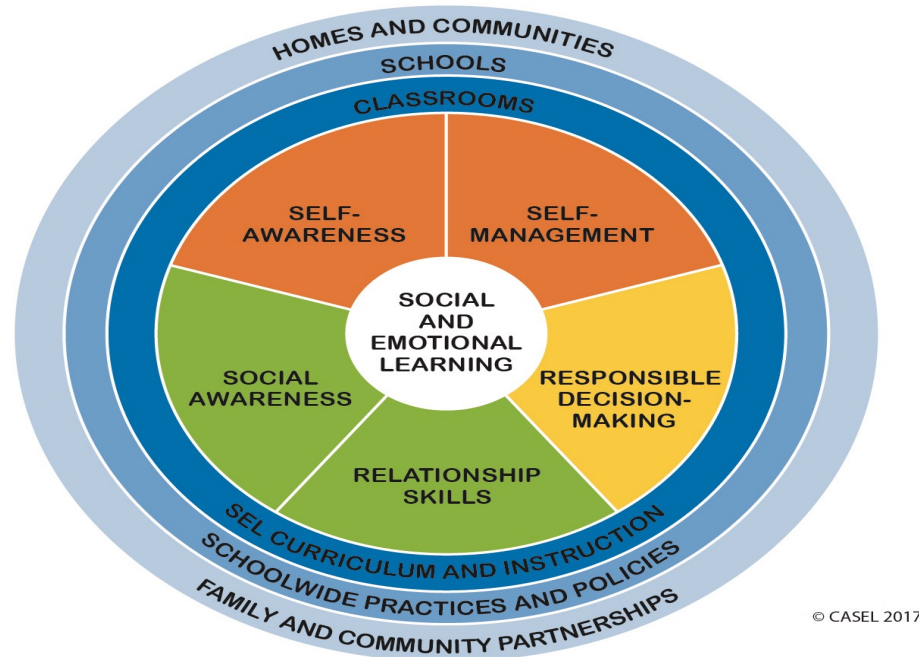 HOMES AND COMMUNITIES
SCHOOLS
CLASSROOMS
SELF-
AWARENESS
SELF-
MANAGEMENT
SOCIAL
AND
EMOTIONAL
LEARNING
SOCIAL
AWARENESS
RESPONSIBLE
DECISION-
MAKING
RELATIONSHIP
SKILLS
SEL CURRICULUM AND INSTRUCTION
SCHOOLWIDE PRACTICES AND POLICIES
FAMILY AND COMMUNITY PARTNERSHIPS
© CASEL 2017